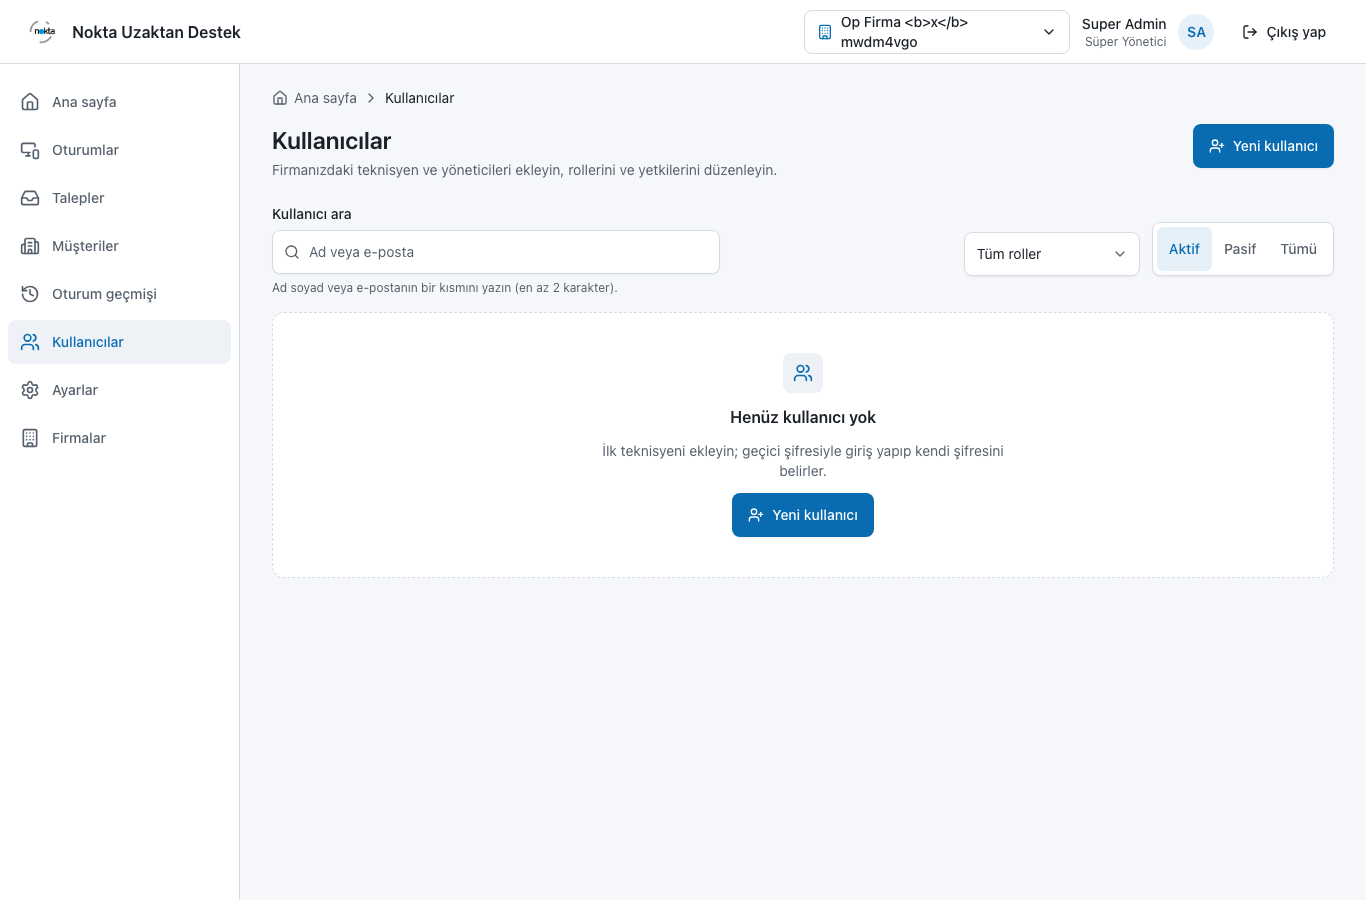 nokta
Nokta Uzaktan Destek
Op Firma <b>x</b>
mwdm4vgo
Super Admin
Süper Yönetici
SA
Çıkış yap
Ana sayfa
Oturumlar
Talepler
Müşteriler
Oturum geçmişi
Kullanıcılar
Ayarlar
Firmalar
Ana sayfa
Kullanıcılar
Kullanıcılar
Firmanızdaki teknisyen ve yöneticileri ekleyin, rollerini ve yetkilerini düzenleyin.
Yeni kullanıcı
Kullanıcı ara
Ad veya e-posta
Ad soyad veya e-postanın bir kısmını yazın (en az 2 karakter).
Tüm roller
Aktif
Pasif
Tümü
Henüz kullanıcı yok
İlk teknisyeni ekleyin; geçici şifresiyle giriş yapıp kendi şifresini
belirler.
Yeni kullanıcı